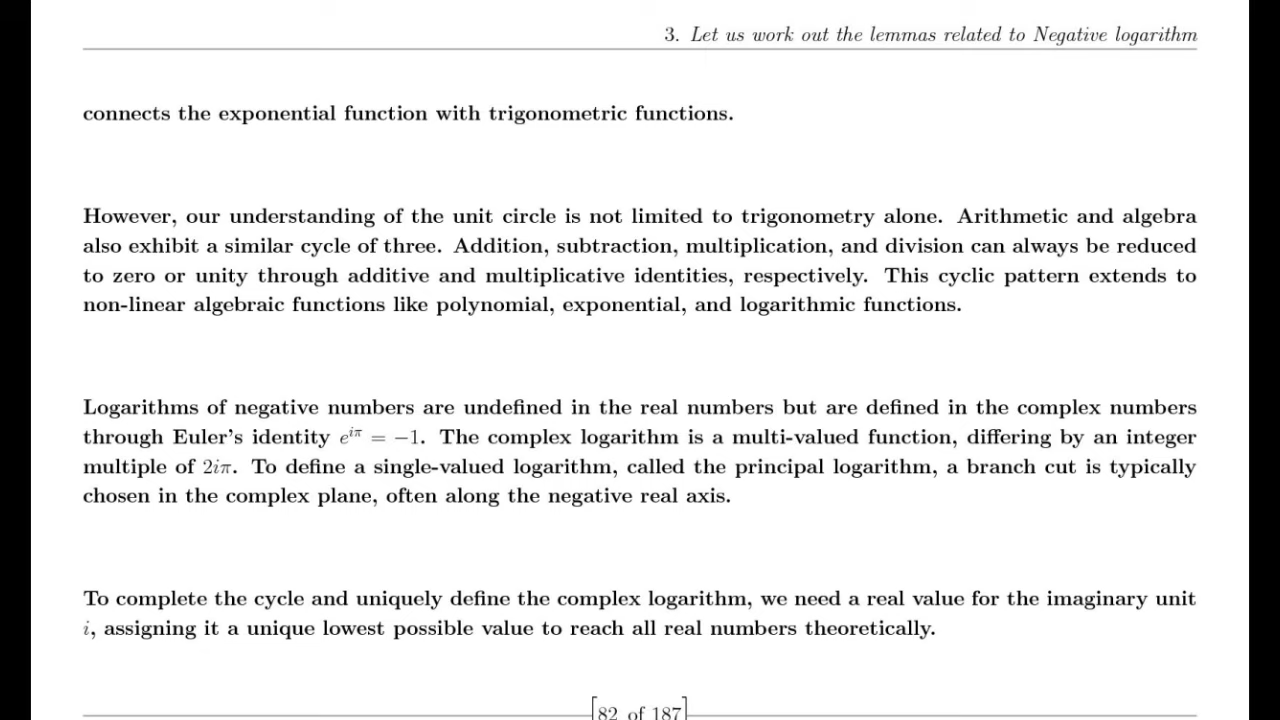 3. Let us work out the lemmas related to Negative logarithm
connects the exponential function with trigonometric functions.
However, our understanding of the unit circle is not limited to trigonometry alone. Arithmetic and algebra
also exhibit a similar cycle of three. Addition, subtraction, multiplication, and division can always be reduced
to zero or unity through additive and multiplicative identities, respectively. This cyclic pattern extends to
non-linear algebraic functions like polynomial, exponential, and logarithmic functions.
Logarithms of negative numbers are undefined in the real numbers but are defined in the complex numbers
through Euler's identity e^{iπ} = −1. The complex logarithm is a multi-valued function, differing by an integer
multiple of 2iπ. To define a single-valued logarithm, called the principal logarithm, a branch cut is typically
chosen in the complex plane, often along the negative real axis.
To complete the cycle and uniquely define the complex logarithm, we need a real value for the imaginary unit
i, assigning it a unique lowest possible value to reach all real numbers theoretically.
[82 of 187]